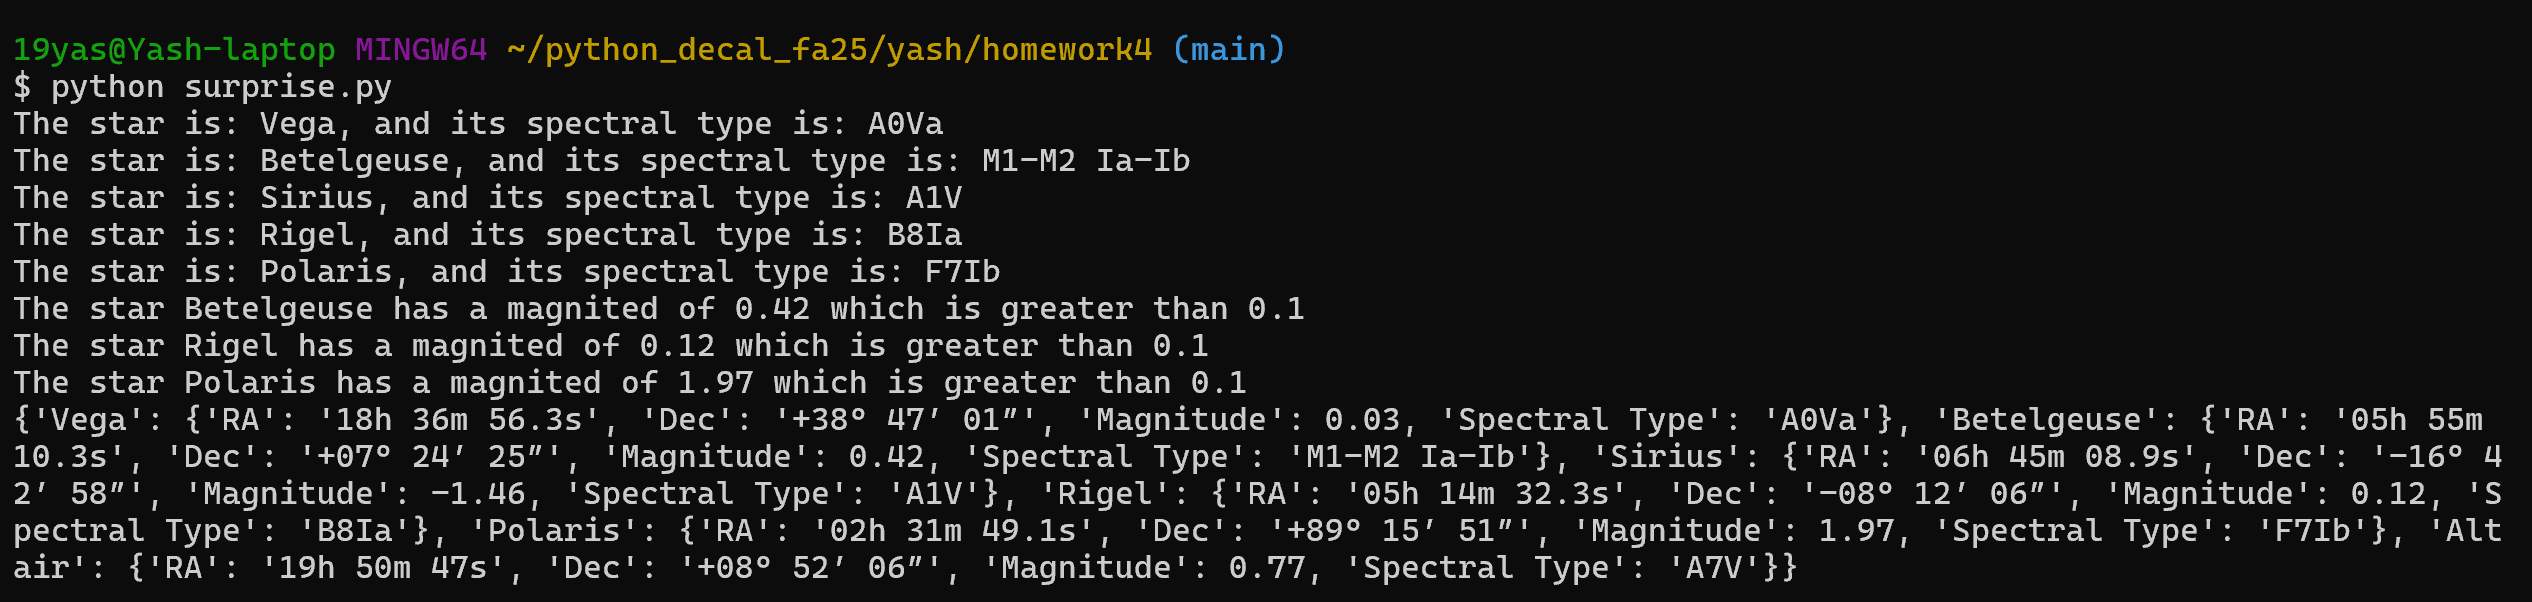 19yas@Yash-laptop MINGW64 ~/python_decal_fa25/yash/homework4 (main)
$ python surprise.py
The star is: Vega, and its spectral type is: A0Va
The star is: Betelgeuse, and its spectral type is: M1-M2 Ia-Ib
The star is: Sirius, and its spectral type is: A1V
The star is: Rigel, and its spectral type is: B8Ia
The star is: Polaris, and its spectral type is: F7Ib
The star Betelgeuse has a magnited of 0.42 which is greater than 0.1
The star Rigel has a magnited of 0.12 which is greater than 0.1
The star Polaris has a magnited of 1.97 which is greater than 0.1
{'Vega': {'RA': '18h 36m 56.3s', 'Dec': '+38° 47′ 01″', 'Magnitude': 0.03, 'Spectral Type': 'A0Va'}, 'Betelgeuse': {'RA': '05h 55m
10.3s', 'Dec': '+07° 24′ 25″', 'Magnitude': 0.42, 'Spectral Type': 'M1-M2 Ia-Ib'}, 'Sirius': {'RA': '06h 45m 08.9s', 'Dec': '-16° 4
2′ 58″', 'Magnitude': -1.46, 'Spectral Type': 'A1V'}, 'Rigel': {'RA': '05h 14m 32.3s', 'Dec': '-08° 12′ 06″', 'Magnitude': 0.12, 'S
pectral Type': 'B8Ia'}, 'Polaris': {'RA': '02h 31m 49.1s', 'Dec': '+89° 15′ 51″', 'Magnitude': 1.97, 'Spectral Type': 'F7Ib'}, 'Alt
air': {'RA': '19h 50m 47s', 'Dec': '+08° 52′ 06″', 'Magnitude': 0.77, 'Spectral Type': 'A7V'}}